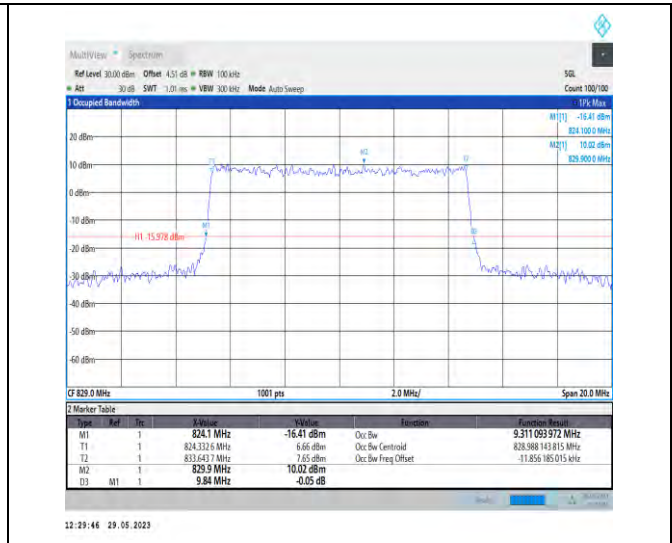 MultiView Spectrum
Ref Level 30.00 dBm Offset 4.51 dB RBW 100 kHz SGL
Att 30 dB SWT 1.01 ms VBW 300 kHz Mode Auto Sweep Count 100/100
1 Occupied Bandwidth 1Pk Max
M1[1] -16.41 dBm
824.100 0 MHz
M2[1] 10.02 dBm
829.900 0 MHz
20 dBm
10 dBm
0 dBm
-10 dBm
-20 dBm
-30 dBm
-40 dBm
-50 dBm
-60 dBm
M2
T1
T2
M1
D3
H1 -15.978 dBm
CF 829.0 MHz 1001 pts 2.0 MHz/ Span 20.0 MHz
2 Marker Table
Type Ref Trc X-Value Y-Value Function Function Result
M1 1 824.1 MHz -16.41 dBm Occ Bw 9.311 093 972 MHz
T1 1 824.332 6 MHz 6.66 dBm Occ Bw Centroid 828.988 143 815 MHz
T2 1 833.643 7 MHz 7.65 dBm Occ Bw Freq Offset -11.856 185 015 kHz
M2 1 829.9 MHz 10.02 dBm
D3 M1 1 9.84 MHz -0.05 dB
12:29:46 29.05.2023